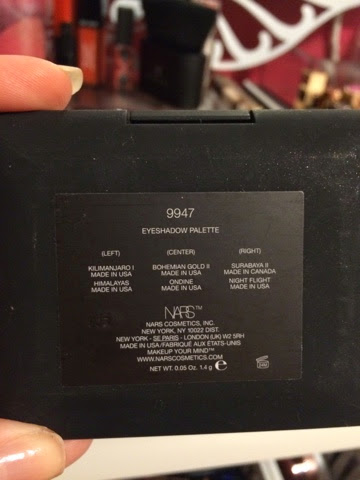 9947
EYESHADOW PALETTE
(LEFT) (CENTER) (RIGHT)
KILIMANJARO I BOHEMIAN GOLD II SURABAYA II
MADE IN USA MADE IN USA MADE IN CANADA
HIMALAYAS ONDINE NIGHT FLIGHT
MADE IN USA MADE IN USA MADE IN USA
NARS™
NARS COSMETICS, INC.
NEW YORK, NY 10022 DIST.
NEW YORK - SE PARIS - LONDON (UK) W2 5RH
MADE IN USA/FABRIQUÉ AUX ÉTATS-UNIS
MAKEUP YOUR MIND™
WWW.NARSCOSMETICS.COM
NET WT. 0.05 Oz. 1.4 g ℮